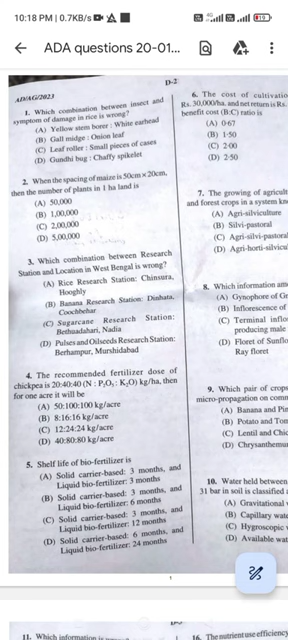 10:18 PM | 0.7KB/s
19
ADA questions 20-01...
AD/AG/2023
D-2
1. Which combination between insect and
symptom of damage in rice is wrong?
(A) Yellow stem borer : White earhead
(B) Gall midge : Onion leaf
(C) Leaf roller : Small pieces of cases
(D) Gundhi bug : Chaffy spikelet
2. When the spacing of maize is 50cm × 20cm,
then the number of plants in 1 ha land is
(A) 50,000
(B) 1,00,000
(C) 2,00,000
(D) 5,00,000
3. Which combination between Research
Station and Location in West Bengal is wrong?
(A) Rice Research Station: Chinsura,
Hooghly
(B) Banana Research Station: Dinhata,
Coochbehar
(C) Sugarcane Research Station:
Bethuadahari, Nadia
(D) Pulses and Oilseeds Research Station:
Berhampur, Murshidabad
4. The recommended fertilizer dose of
chickpea is 20:40:40 (N : P₂O₅ : K₂O) kg/ha, then
for one acre it will be
(A) 50:100:100 kg/acre
(B) 8:16:16 kg/acre
(C) 12:24:24 kg/acre
(D) 40:80:80 kg/acre
5. Shelf life of bio-fertilizer is
(A) Solid carrier-based: 3 months, and
Liquid bio-fertilizer: 3 months
(B) Solid carrier-based: 3 months, and
Liquid bio-fertilizer: 6 months
(C) Solid carrier-based: 3 months, and
Liquid bio-fertilizer: 12 months
(D) Solid carrier-based: 6 months, and
Liquid bio-fertilizer: 24 months
6. The cost of cultivatio
Rs. 30,000/ha. and net return is Rs.
benefit cost (B:C) ratio is
(A) 0·67
(B) 1·50
(C) 2·00
(D) 2·50
7. The growing of agricult
and forest crops in a system kn
(A) Agri-silviculture
(B) Silvi-pastoral
(C) Agri-silvi-pastoral
(D) Agri-horti-silvicul
8. Which information am
(A) Gynophore of Gr
(B) Inflorescence of
(C) Terminal inflo
producing male
(D) Floret of Sunflo
Ray floret
9. Which pair of crops
micro-propagation on comm
(A) Banana and Pin
(B) Potato and Tom
(C) Lentil and Chic
(D) Chrysanthemu
10. Water held between
31 bar in soil is classified a
(A) Gravitational
(B) Capillary wate
(C) Hygroscopic
(D) Available wat
1
11. Which information is
16. The nutrient use efficiency